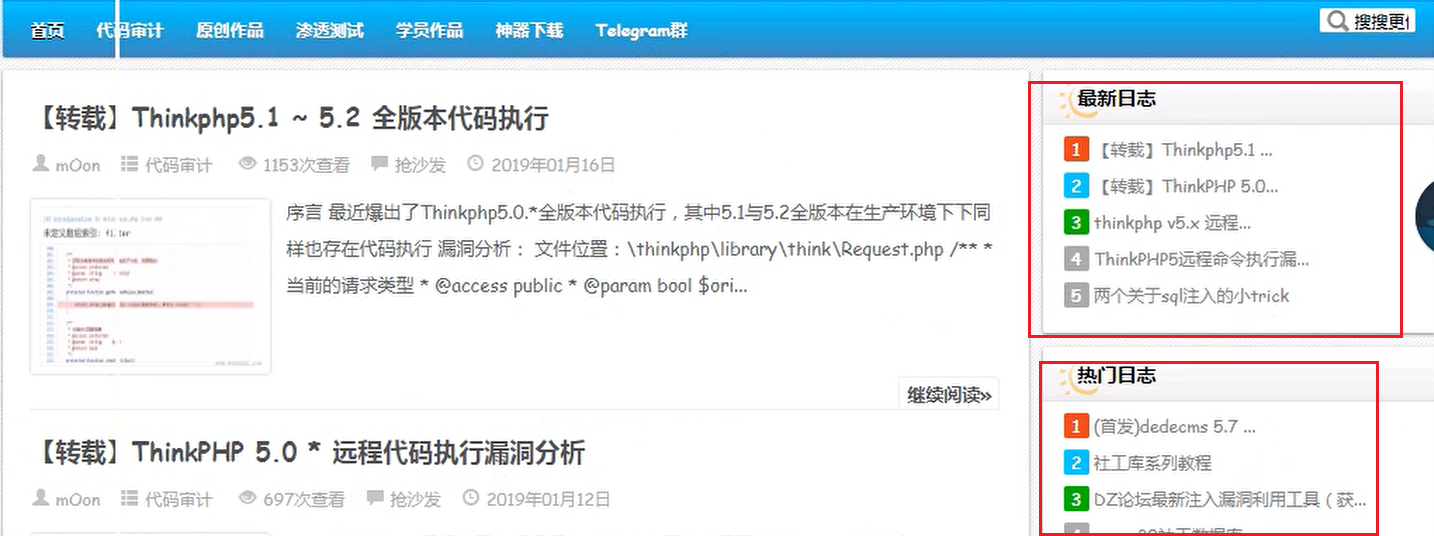 首页 代码审计 原创作品 渗透测试 学员作品 神器下载 Telegram群
搜搜更
【转载】Thinkphp5.1 ~ 5.2 全版本代码执行
mOon 代码审计 1153次查看 抢沙发 2019年01月16日
未定义数组索引: filter
序言 最近爆出了Thinkphp5.0.*全版本代码执行，其中5.1与5.2全版本在生产环境下下同
样也存在代码执行 漏洞分析： 文件位置：\thinkphp\library\think\Request.php /** *
当前的请求类型 * @access public * @param bool $ori...
继续阅读»
【转载】ThinkPHP 5.0 * 远程代码执行漏洞分析
mOon 代码审计 697次查看 抢沙发 2019年01月12日
最新日志
1 【转载】Thinkphp5.1 ...
2 【转载】ThinkPHP 5.0...
3 thinkphp v5.x 远程...
4 ThinkPHP5远程命令执行漏...
5 两个关于sql注入的小trick
热门日志
1 (首发)dedecms 5.7 ...
2 社工库系列教程
3 DZ论坛最新注入漏洞利用工具（获...